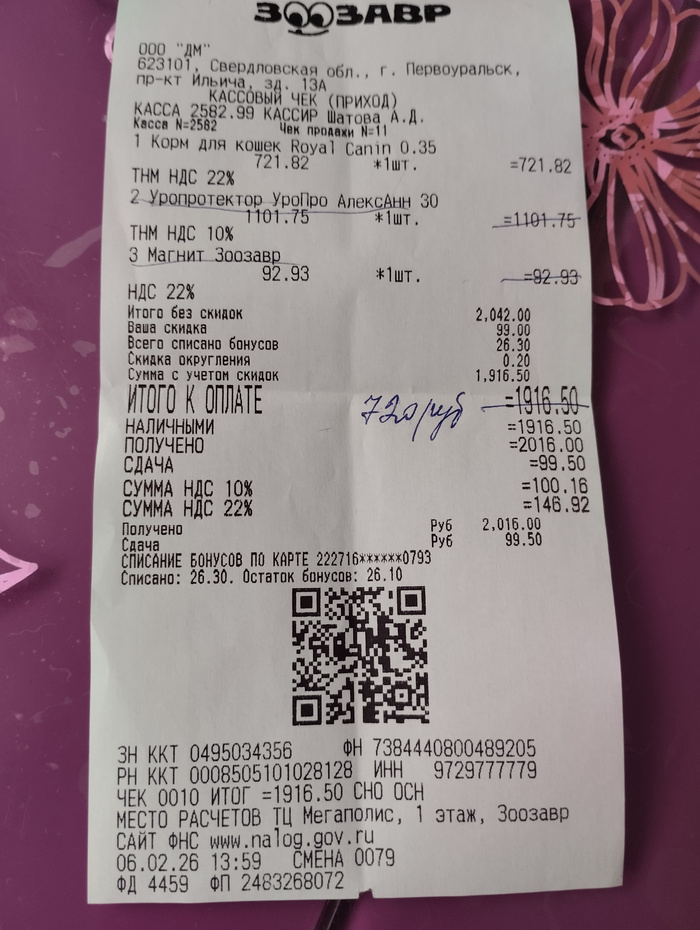 ЗООЗАВР
ООО "ДМ"
623101, Свердловская обл., г. Первоуральск,
пр-кт Ильича, зд. 13А
КАССОВЫЙ ЧЕК (ПРИХОД)
КАССА 2582.99 КАССИР Шатова А.Д.
Касса N=2582 Чек продажи N=11
1 Корм для кошек Royal Canin 0.35
721.82 *1шт. =721.82
ТНМ НДС 22%
2 Уропротектор УроПро АлексАнн 30
1101.75 *1шт. =1101.75
ТНМ НДС 10%
3 Магнит Зоозавр
92.93 *1шт. =92.93
НДС 22%
Итого без скидок 2,042.00
Ваша скидка 99.00
Всего списано бонусов 26.30
Скидка округления 0.20
Сумма с учетом скидок 1,916.50
ИТОГО К ОПЛАТЕ 720 руб =1916.50
НАЛИЧНЫМИ =1916.50
ПОЛУЧЕНО =2016.00
СДАЧА =99.50
СУММА НДС 10% =100.16
СУММА НДС 22% =146.92
Получено Руб 2,016.00
Сдача Руб 99.50
СПИСАНИЕ БОНУСОВ ПО КАРТЕ 222716******0793
Списано: 26.30. Остаток бонусов: 26.10
ЗН ККТ 0495034356 ФН 7384440800489205
РН ККТ 0008505101028128 ИНН 9729777779
ЧЕК 0010 ИТОГ =1916.50 СНО ОСН
МЕСТО РАСЧЕТОВ ТЦ Мегаполис, 1 этаж, Зоозавр
САЙТ ФНС www.nalog.gov.ru
06.02.26 13:59 СМЕНА 0079
ФД 4459 ФП 2483268072